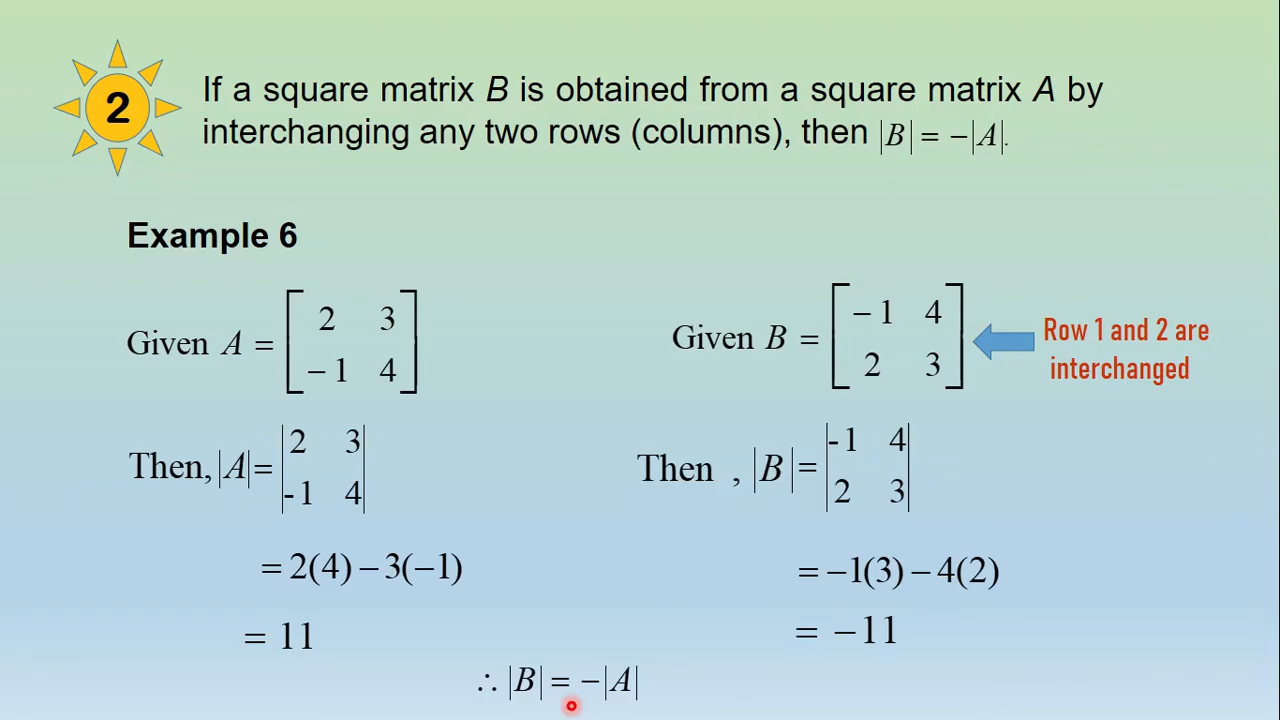 2
If a square matrix B is obtained from a square matrix A by
interchanging any two rows (columns), then |B| = −|A|.
Example 6
Given A = [ 2 3
−1 4 ]
Given B = [ −1 4
2 3 ]
Row 1 and 2 are
interchanged
Then, |A| = | 2 3
-1 4 |
= 2(4) − 3(−1)
= 11
Then , |B| = | -1 4
2 3 |
= −1(3) − 4(2)
= −11
∴ |B| = −|A|